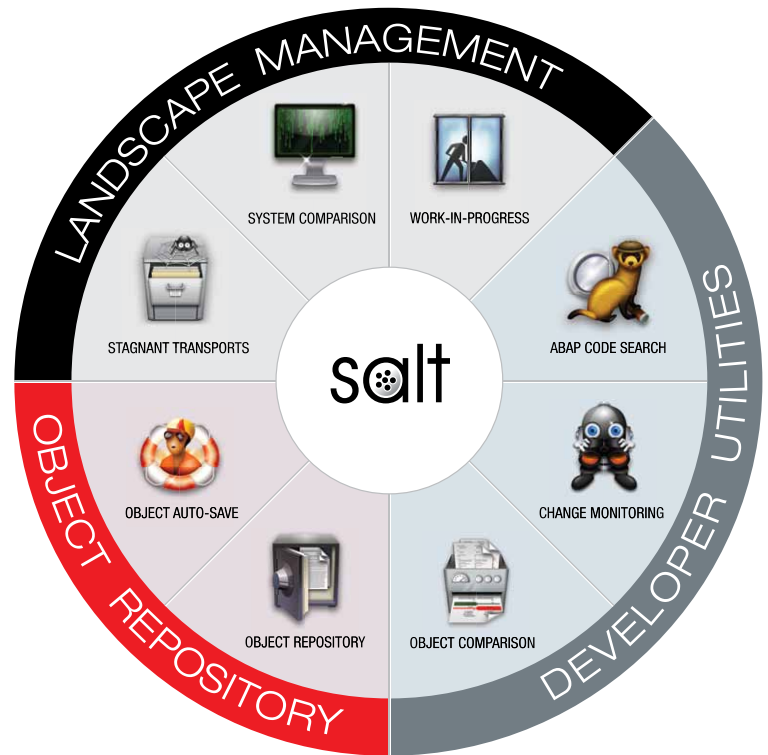 LANDSCAPE MANAGEMENT
SYSTEM COMPARISON
WORK-IN-PROGRESS
STAGNANT TRANSPORTS
ABAP CODE SEARCH
DEVELOPER UTILITIES
salt
OBJECT AUTO-SAVE
CHANGE MONITORING
OBJECT REPOSITORY
OBJECT COMPARISON
OBJECT REPOSITORY